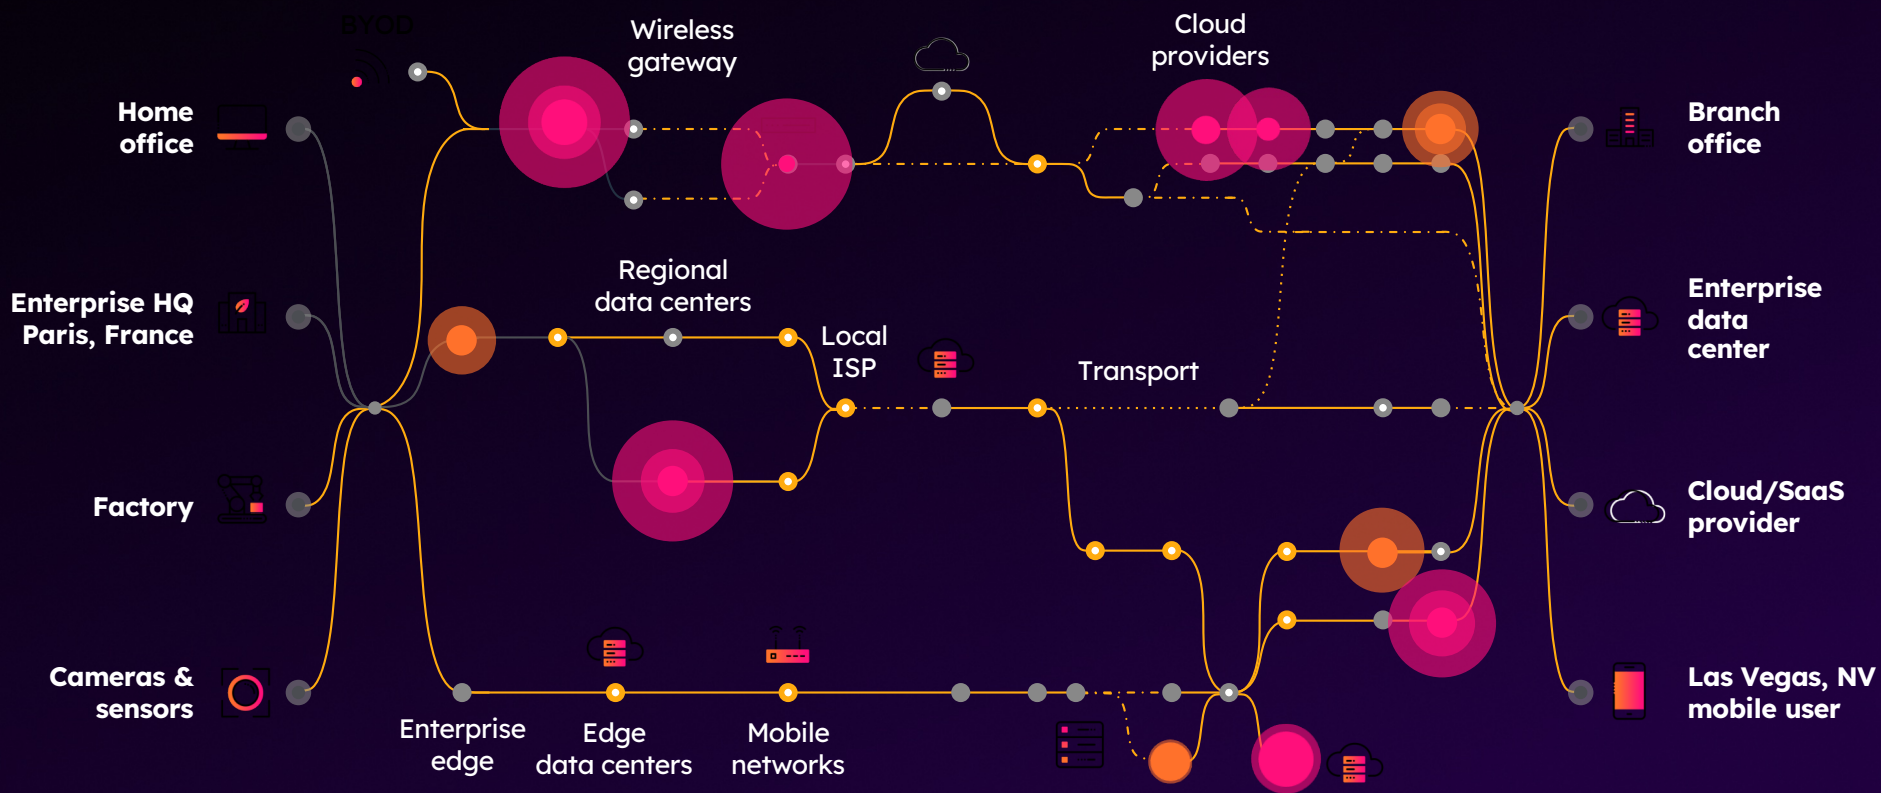 BYOD
Wireless
gateway
Cloud
providers
Home
office
Branch
office
Enterprise HQ
Paris, France
Regional
data centers
Local
ISP
Transport
Enterprise
data
center
Factory
Cloud/SaaS
provider
Cameras &
sensors
Enterprise
edge
Edge
data centers
Mobile
networks
Las Vegas, NV
mobile user